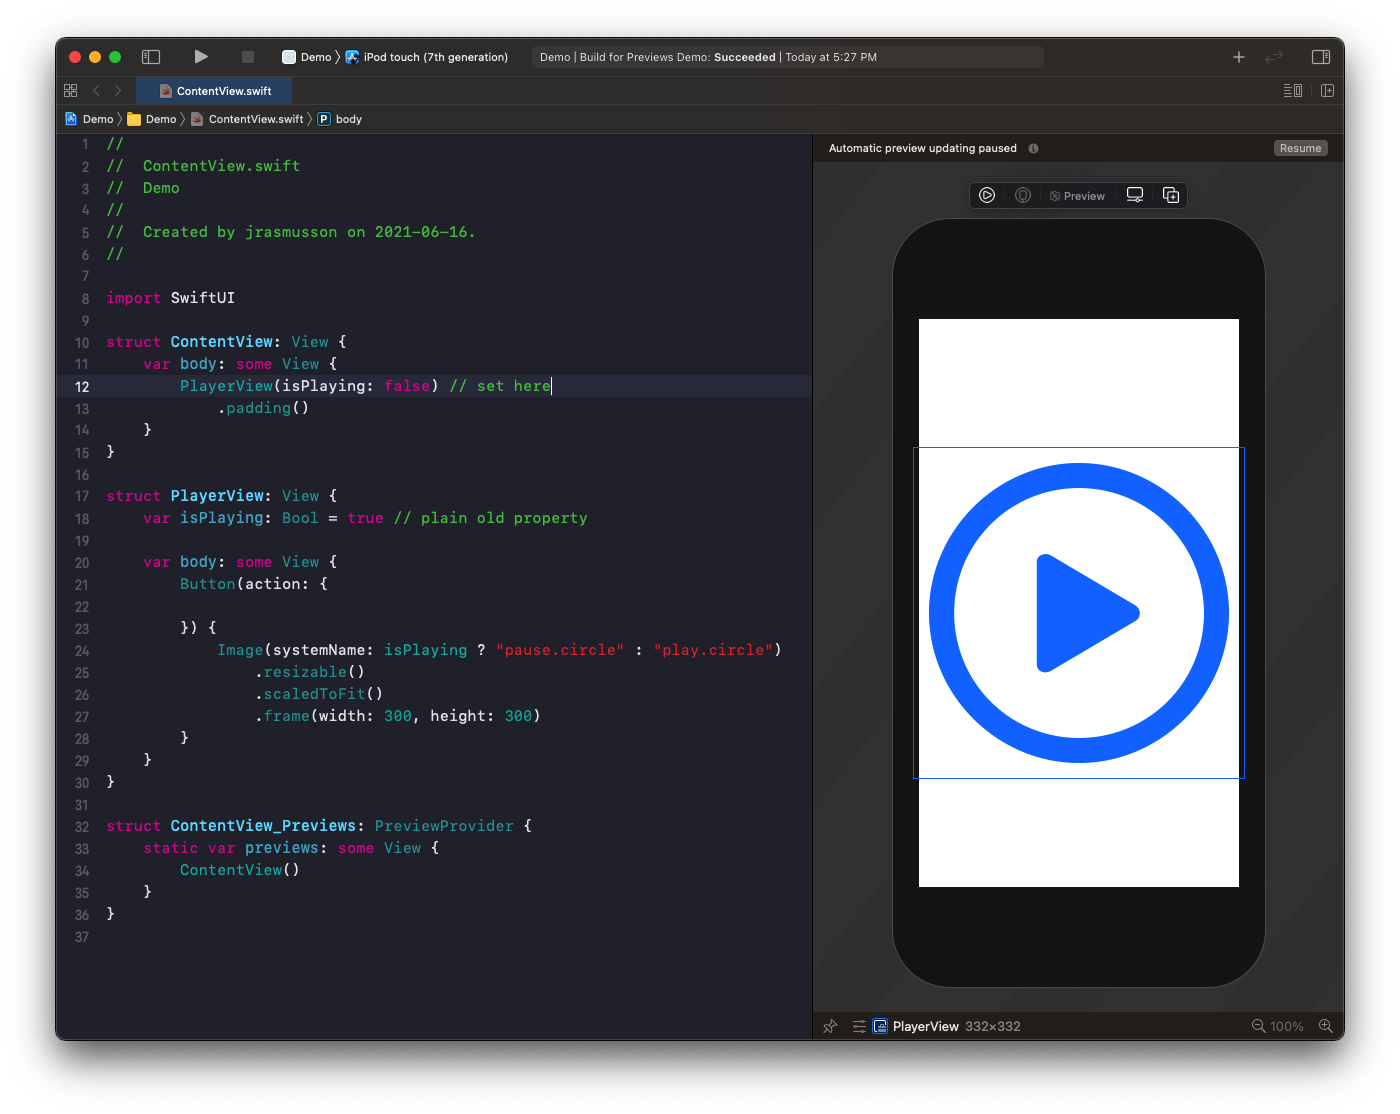 Demo iPod touch (7th generation) Demo | Build for Previews Demo: Succeeded | Today at 5:27 PM
ContentView.swift
Demo Demo ContentView.swift P body
1 //
2 //  ContentView.swift
3 //  Demo
4 //
5 //  Created by jrasmusson on 2021-06-16.
6 //
7
8 import SwiftUI
9
10 struct ContentView: View {
11     var body: some View {
12         PlayerView(isPlaying: false) // set here
13             .padding()
14     }
15 }
16
17 struct PlayerView: View {
18     var isPlaying: Bool = true // plain old property
19
20     var body: some View {
21         Button(action: {
22
23         }) {
24             Image(systemName: isPlaying ? "pause.circle" : "play.circle")
25                 .resizable()
26                 .scaledToFit()
27                 .frame(width: 300, height: 300)
28         }
29     }
30 }
31
32 struct ContentView_Previews: PreviewProvider {
33     static var previews: some View {
34         ContentView()
35     }
36 }
37
Automatic preview updating paused Resume
Preview
PlayerView 332×332 100%